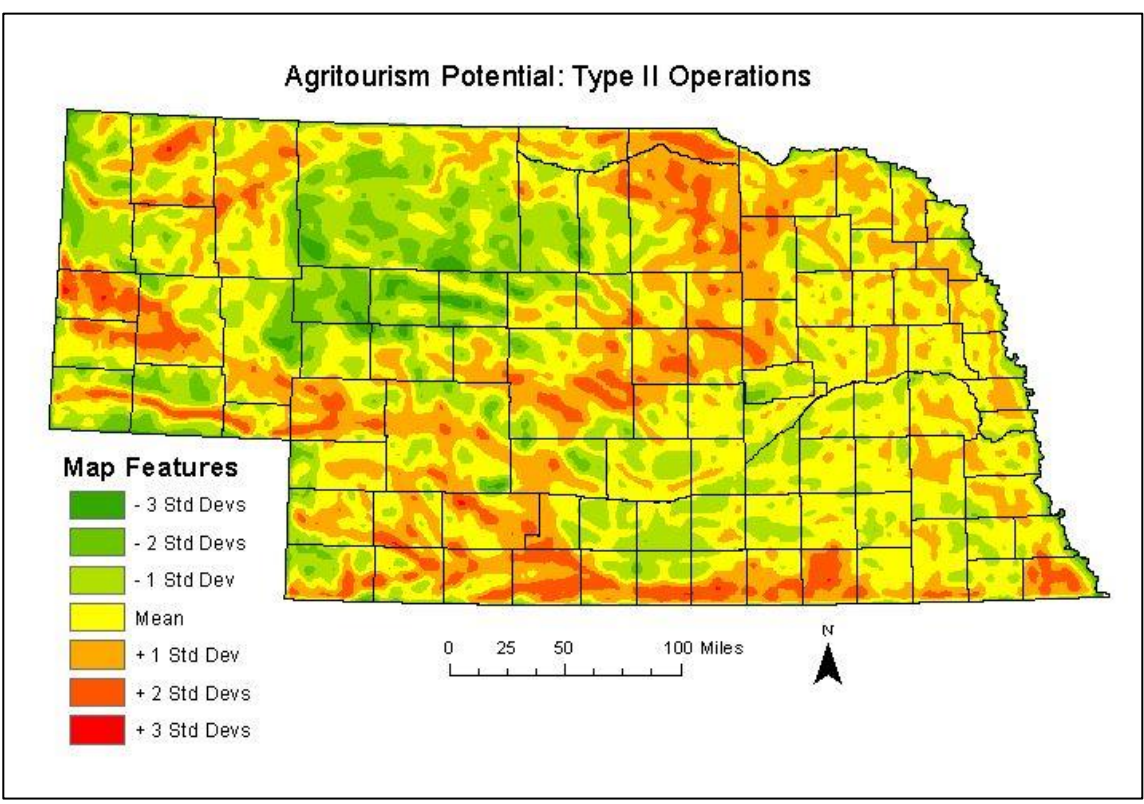 Agritourism Potential: Type II Operations
Map Features
- 3 Std Devs
- 2 Std Devs
- 1 Std Dev
Mean
+ 1 Std Dev
+ 2 Std Devs
+ 3 Std Devs
0 25 50 100 Miles
N